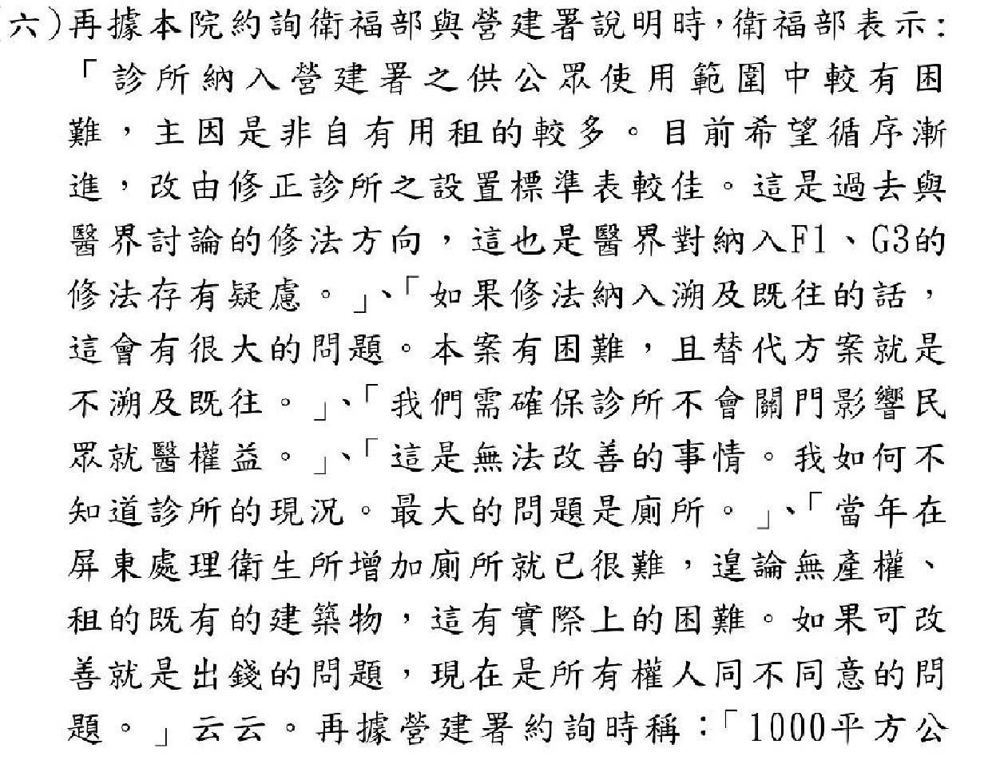 (六)再據本院約詢衛福部與營建署說明時，衛福部表示：
「診所納入營建署之供公眾使用範圍中較有困
難，主因是非自有用租的較多。目前希望循序漸
進，改由修正診所之設置標準表較佳。這是過去與
醫界討論的修法方向，這也是醫界對納入F1、G3的
修法存有疑慮。」、「如果修法納入溯及既往的話，
這會有很大的問題。本案有困難，且替代方案就是
不溯及既往。」、「我們需確保診所不會關門影響民
眾就醫權益。」、「這是無法改善的事情。我如何不
知道診所的現況。最大的問題是廁所。」、「當年在
屏東處理衛生所增加廁所就已很難，遑論無產權、
租的既有的建築物，這有實際上的困難。如果可改
善就是出錢的問題，現在是所有權人同不同意的問
題。」云云。再據營建署約詢時稱：「1000平方公